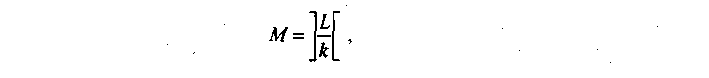 M = ]L/k[ ,